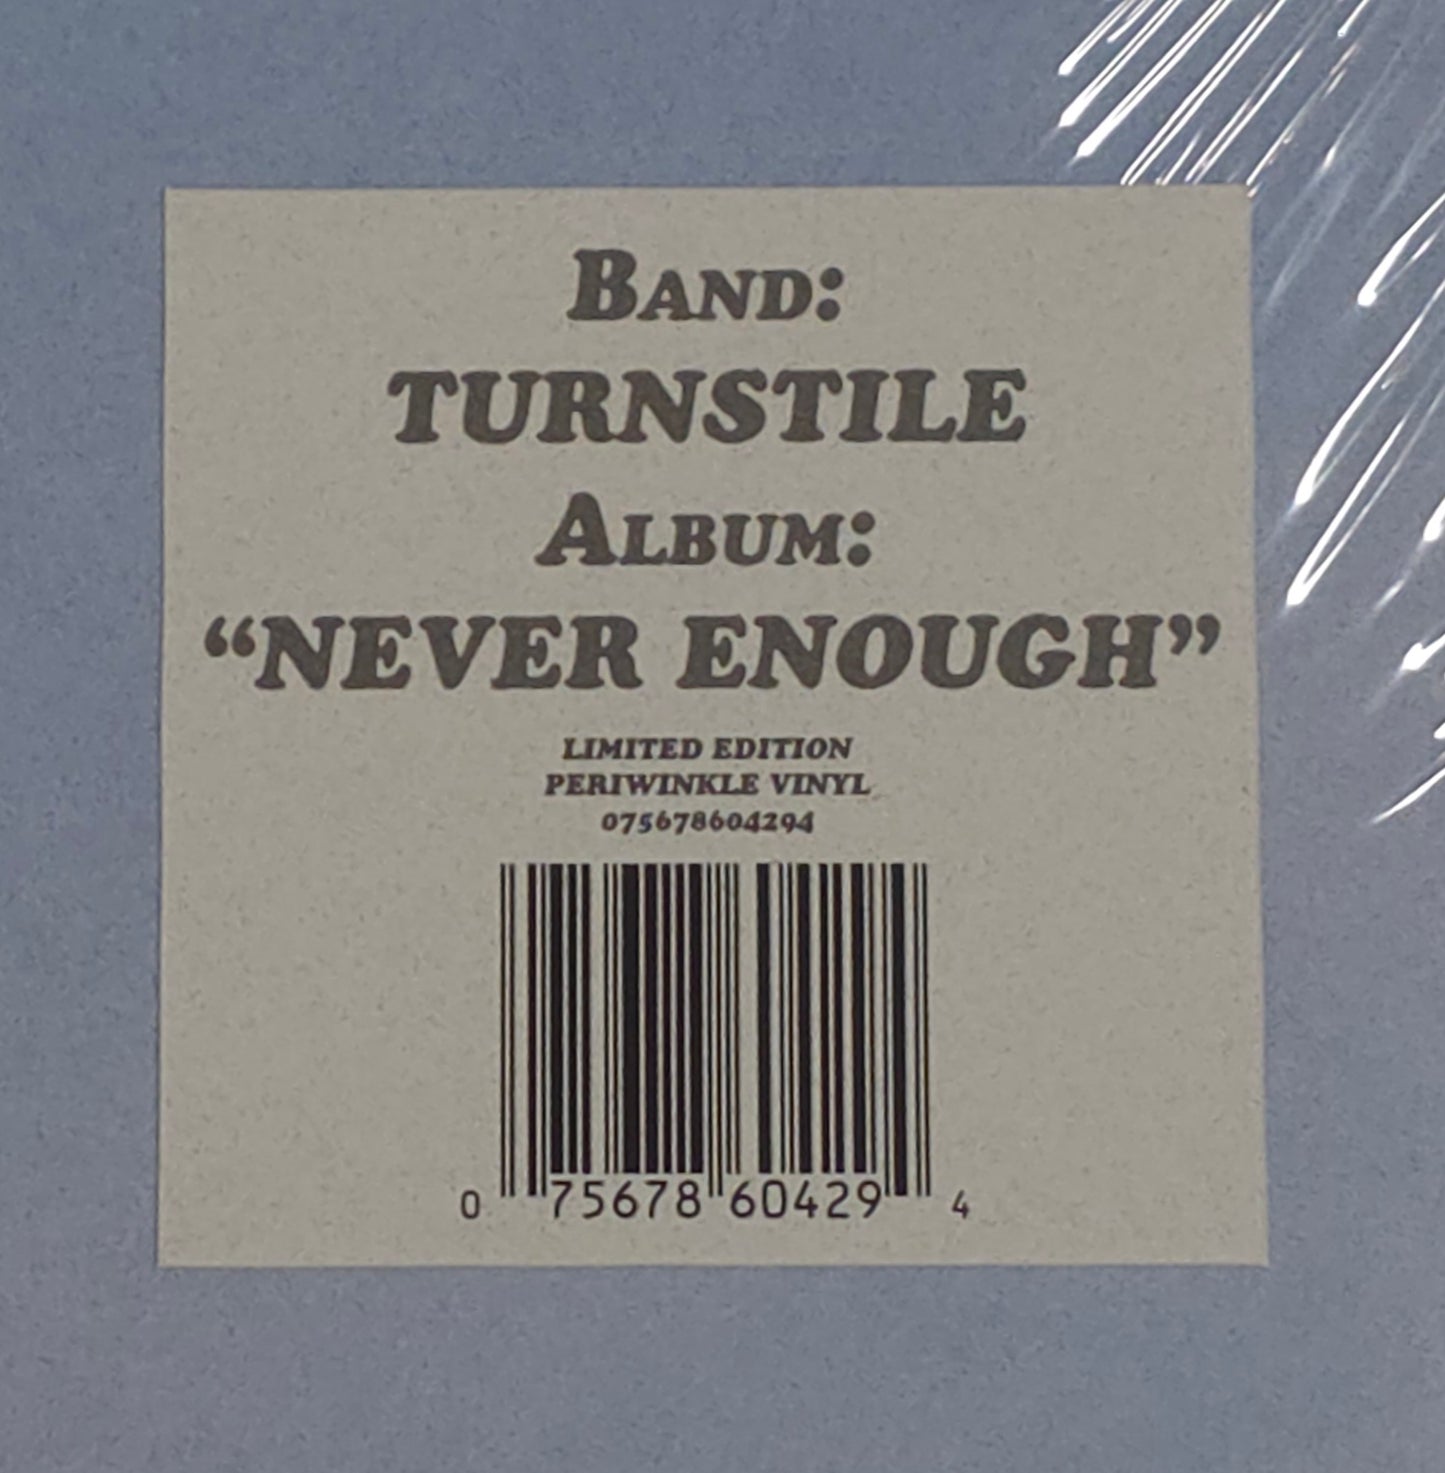 BAND:
TURNSTILE
ALBUM:
“NEVER ENOUGH”
LIMITED EDITION
PERIWINKLE VINYL
075678604294
0 75678 60429 4